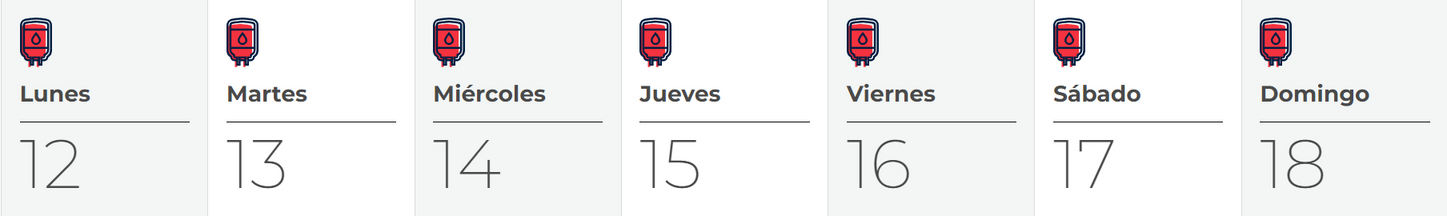 Lunes Martes Miércoles Jueves Viernes Sábado Domingo
12 13 14 15 16 17 18